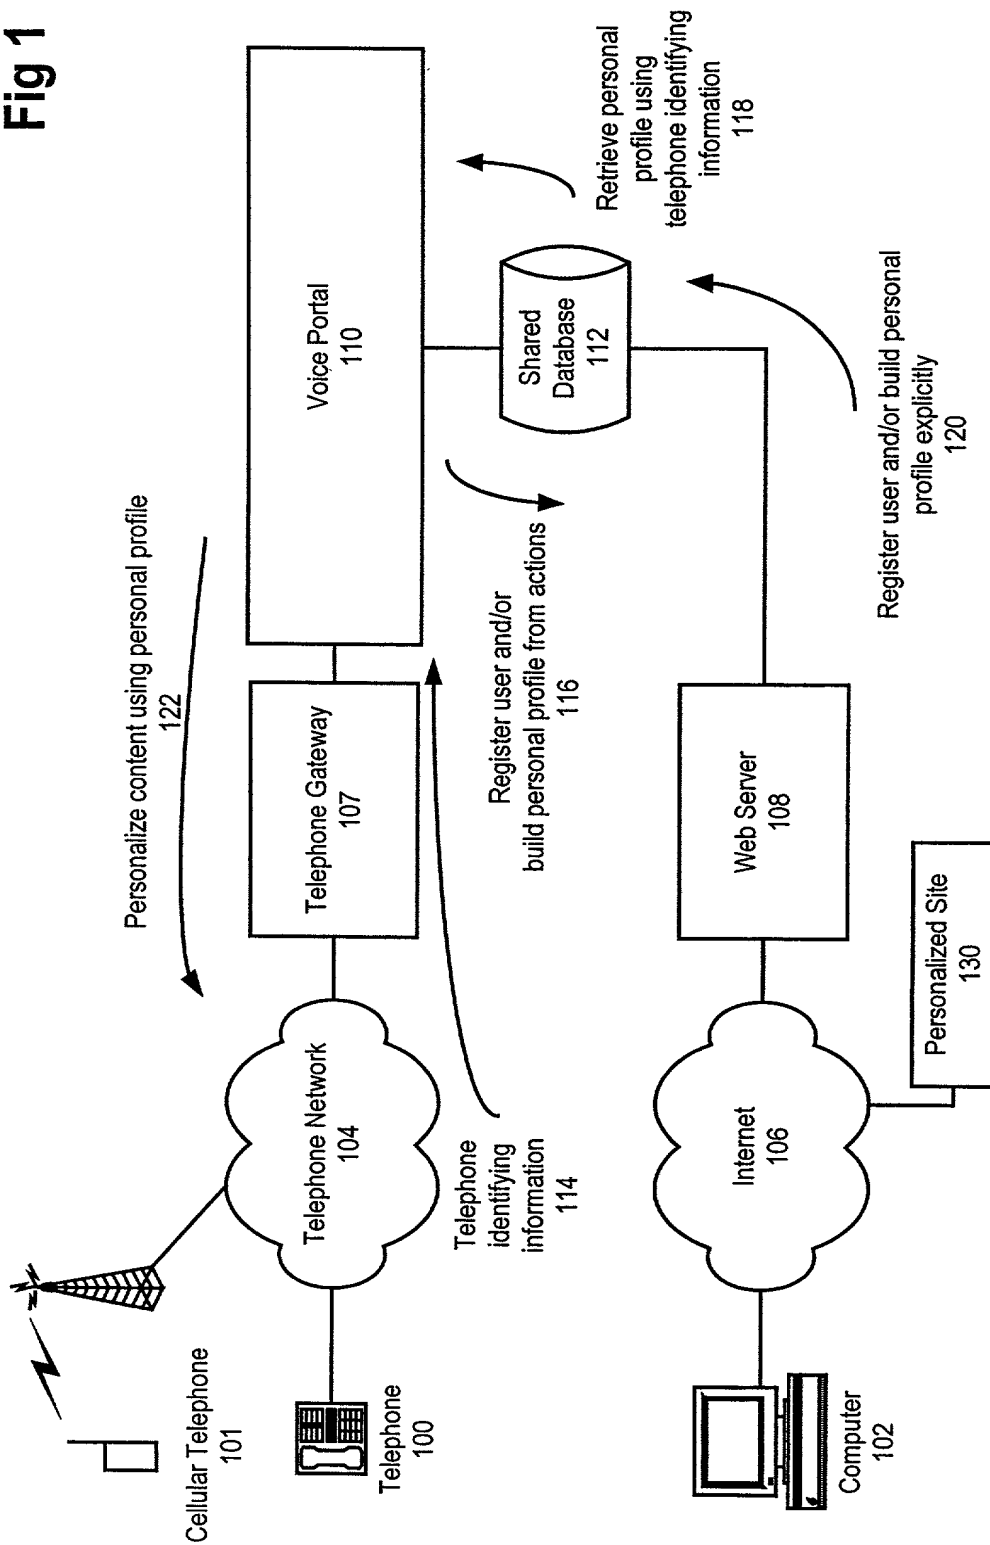 Fig 1
Cellular Telephone
101
Telephone
100
Computer
102
Telephone Network
104
Telephone
identifying
information
114
Internet
106
Personalized Site
130
Personalize content using personal profile
122
Telephone Gateway
107
Web Server
108
Register user and/or
build personal profile from actions
116
Voice Portal
110
Shared
Database
112
Retrieve personal
profile using
telephone identifying
information
118
Register user and/or build personal
profile explicitly
120